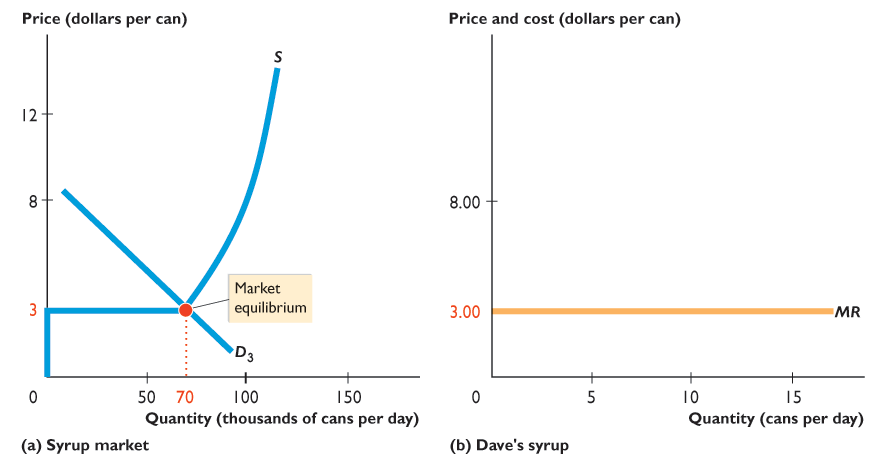 Price (dollars per can)
S
12
8
3
Market
equilibrium
D3
0
50
70
100
150
Quantity (thousands of cans per day)
(a) Syrup market
Price and cost (dollars per can)
8.00
3.00
MR
0
5
10
15
Quantity (cans per day)
(b) Dave's syrup